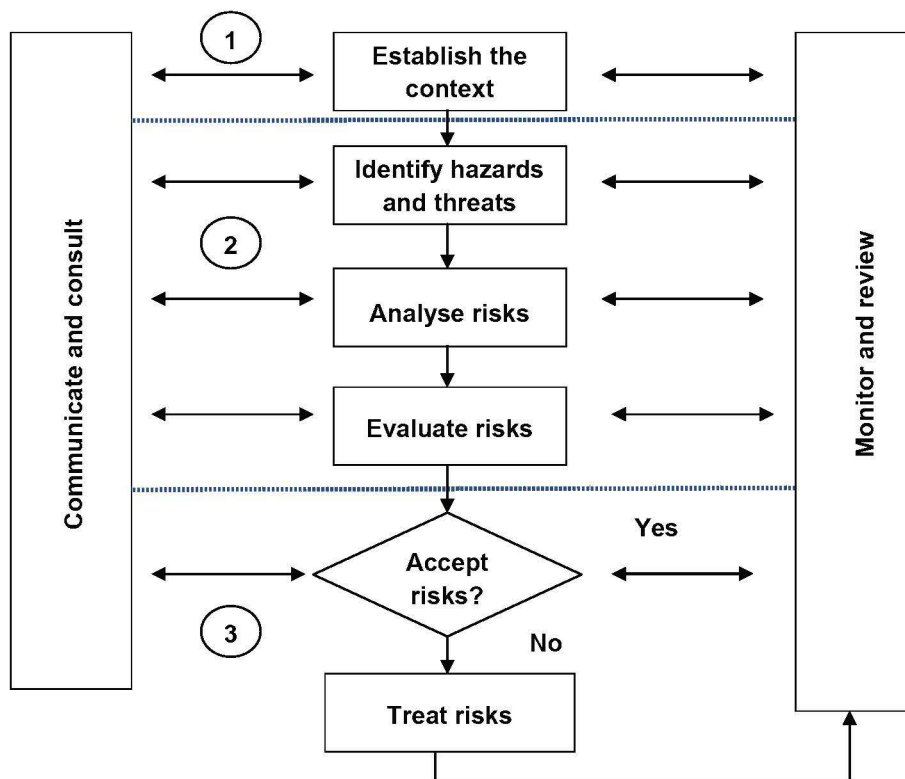 1
Establish the
context
Identify hazards
and threats
2
Analyse risks
Evaluate risks
Yes
Accept
risks?
3
No
Treat risks
Communicate and consult
Monitor and review